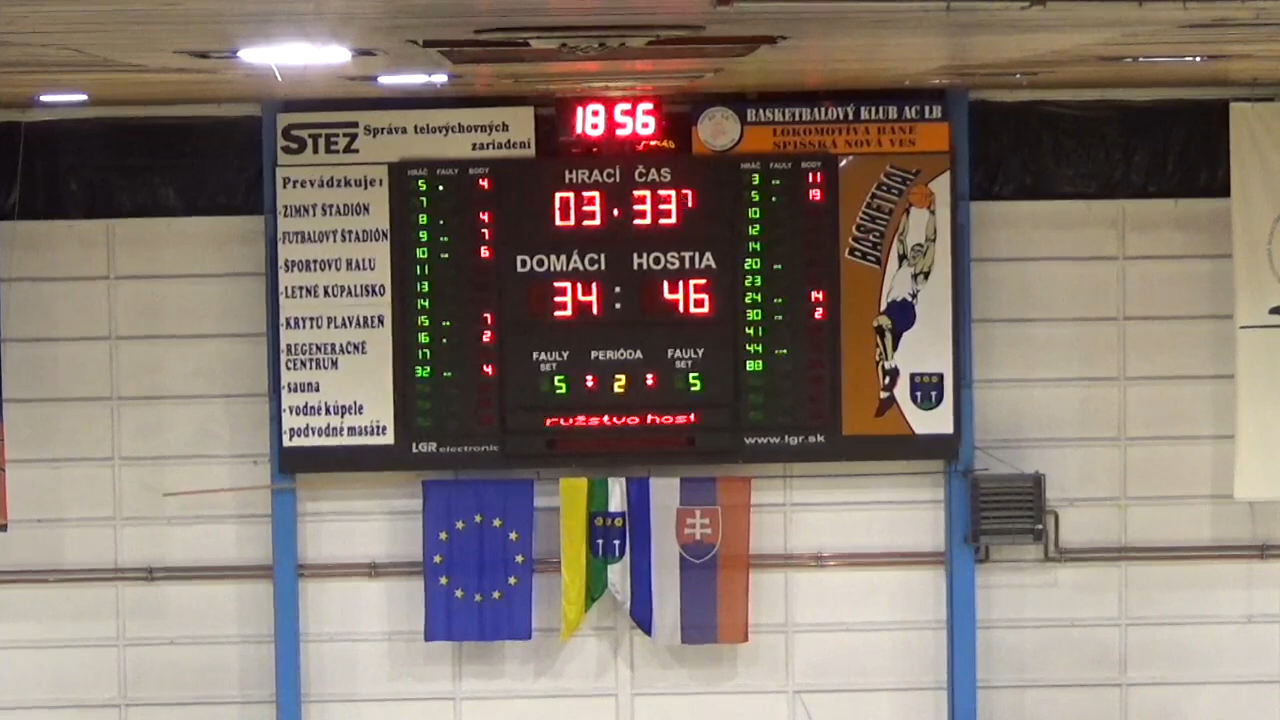 18 56
STEZ Správa telovýchovných
zariadení
BASKETBALOVÝ KLUB AC LB
LOKOMOTÍVA HANE
SPIŠSKÁ NOVÁ VES
Prevádzkuje:
-ZIMNÝ ŠTADIÓN
-FUTBALOVÝ ŠTADIÓN
-ŠPORTOVÚ HALU
-LETNÉ KÚPALISKO
-KRYTÚ PLAVÁREŇ
-REGENERAČNÉ
CENTRUM
-sauna
-vodné kúpele
-podvodné masáže
HRÁČ FAULY BODY
5 4
7
8 4
9 7
10 6
11
13
14
15 7
16 2
17
32 4
LGR electronic
HRACÍ ČAS
03.33
DOMÁCI HOSTIA
34 : 46
FAULY SET PERIÓDA FAULY SET
5 2 5
ružstvo host
HRÁČ FAULY BODY
3 11
5 19
10
12
14
20
23
24 14
30 2
41
44
88
www.lgr.sk
BASKETBAL